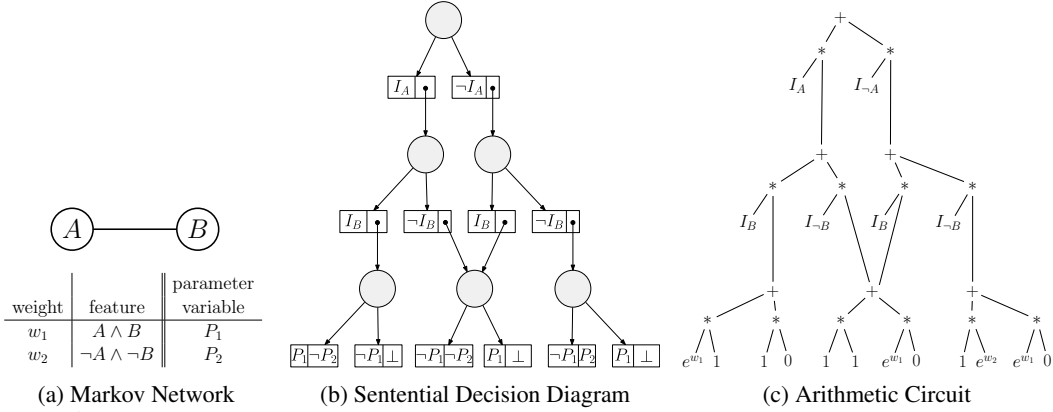 A B
parameter
weight feature variable
w₁ A ∧ B P₁
w₂ ¬A ∧ ¬B P₂
(a) Markov Network
I_A ¬I_A
I_B ¬I_B I_B ¬I_B
P₁ ¬P₂ ¬P₁ ⊥ ¬P₁ ¬P₂ P₁ ⊥ ¬P₁ P₂ P₁ ⊥
(b) Sentential Decision Diagram
+
* *
I_A I_¬A
+ +
* * * *
I_B I_¬B I_B I_¬B
+ + +
* * * * * *
e^{w₁} 1 1 0 1 1 e^{w₁} 0 1 e^{w₂} e^{w₁} 0
(c) Arithmetic Circuit